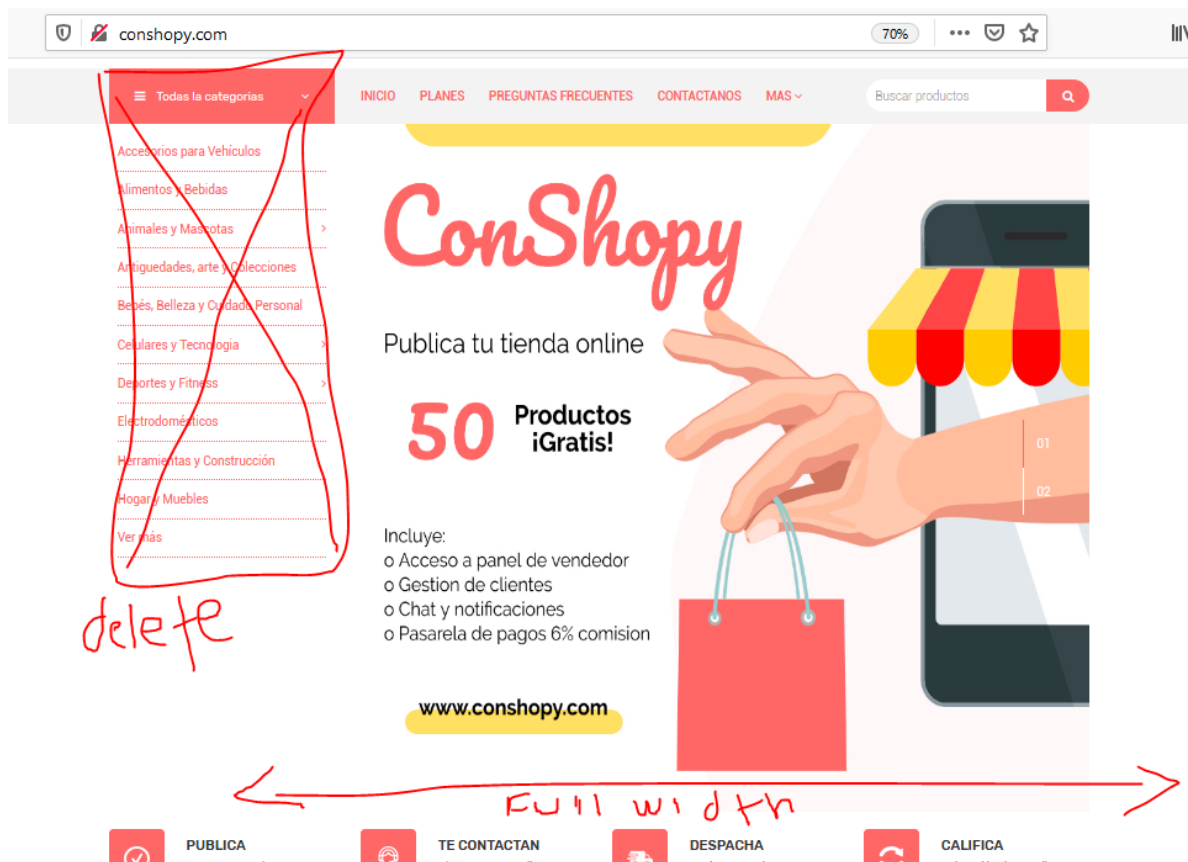 conshopy.com
70%
Todas la categorias
INICIO PLANES PREGUNTAS FRECUENTES CONTACTANOS MAS
Buscar productos
Accesorios para Vehículos
Alimentos y Bebidas
Animales y Mascotas
Antiguedades, arte y Colecciones
Bebés, Belleza y Cuidado Personal
Celulares y Tecnologia
Deportes y Fitness
Electrodomésticos
Herramientas y Construcción
Hogar y Muebles
Ver más
delete
ConShopy
Publica tu tienda online
50 Productos
¡Gratis!
01
02
Incluye:
o Acceso a panel de vendedor
o Gestion de clientes
o Chat y notificaciones
o Pasarela de pagos 6% comision
www.conshopy.com
Full width
PUBLICA
TE CONTACTAN
DESPACHA
CALIFICA